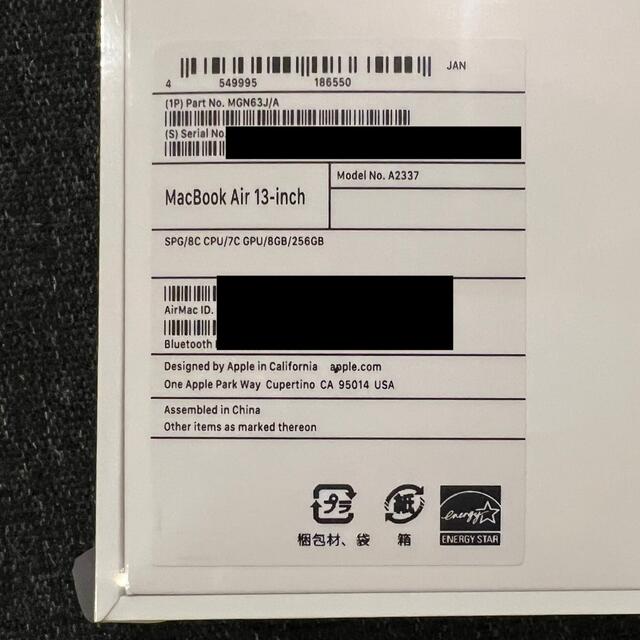 JAN
4 549995 186550
(1P) Part No. MGN63J/A
(S) Serial No
MacBook Air 13-inch
Model No. A2337
SPG/8C CPU/7C GPU/8GB/256GB
AirMac ID.
Bluetooth
Designed by Apple in California apple.com
One Apple Park Way Cupertino CA 95014 USA
Assembled in China
Other items as marked thereon
プラ
紙
energy
ENERGY STAR
梱包材、袋
箱